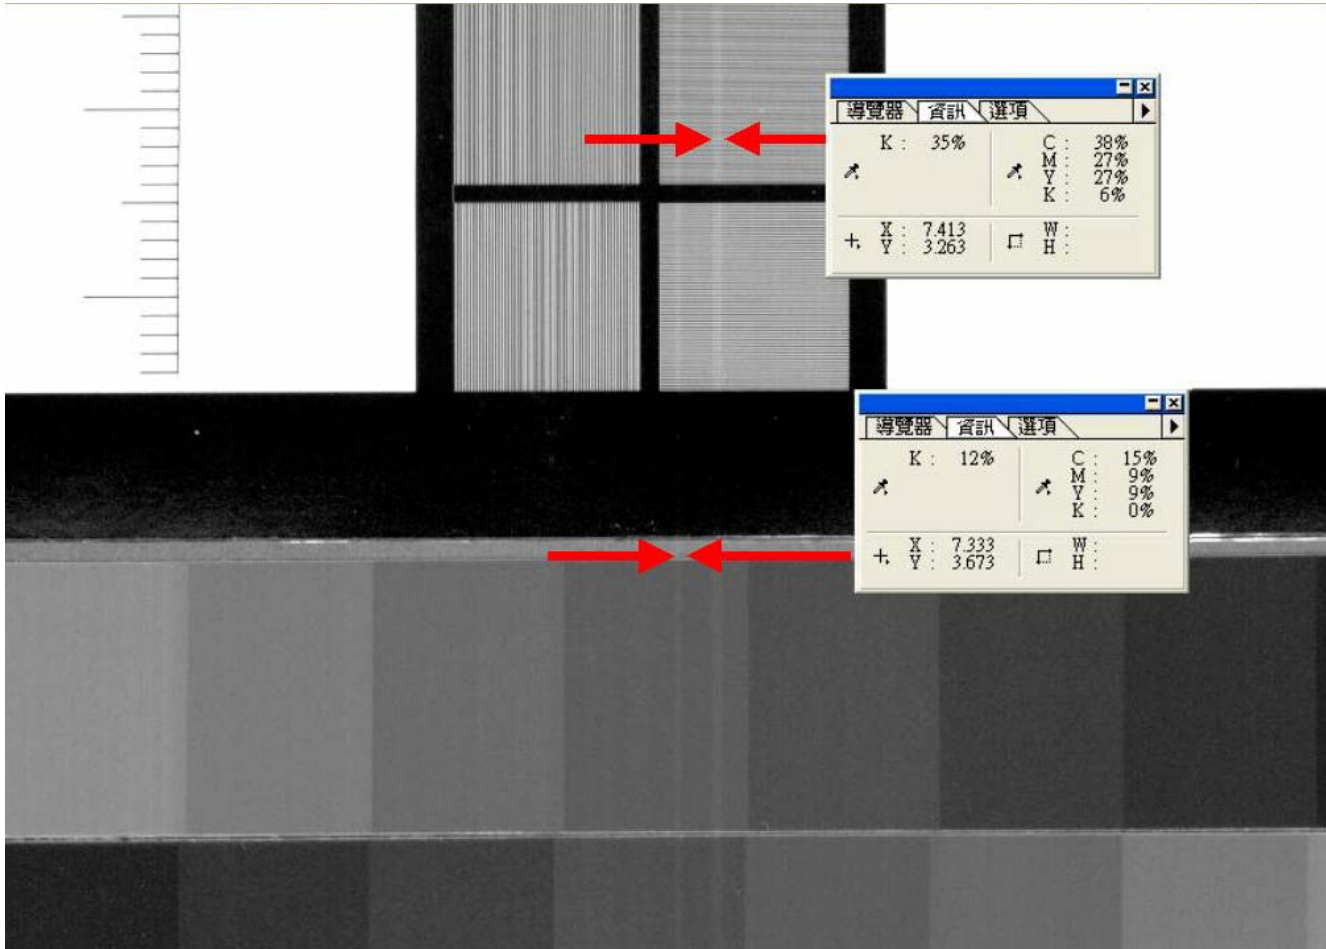 導覽器 資訊 選項
K : 35%
C : 38%
M : 27%
Y : 27%
K : 6%
X : 7.413
Y : 3.263
W :
H :
導覽器 資訊 選項
K : 12%
C : 15%
M : 9%
Y : 9%
K : 0%
X : 7.333
Y : 3.673
W :
H :